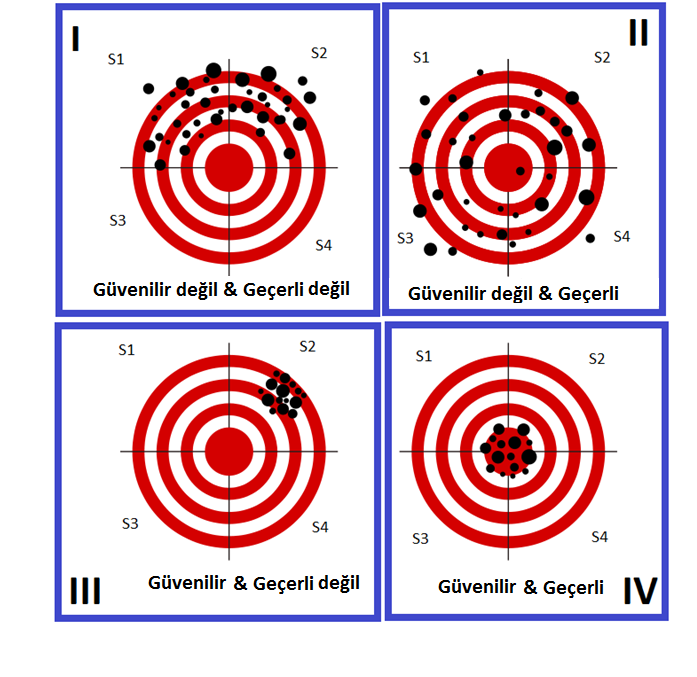 I
S1
S2
S3
S4
Güvenilir değil & Geçerli değil
II
S1
S2
S3
S4
Güvenilir değil & Geçerli
S1
S2
S3
S4
III
Güvenilir & Geçerli değil
S1
S2
S3
S4
Güvenilir & Geçerli
IV